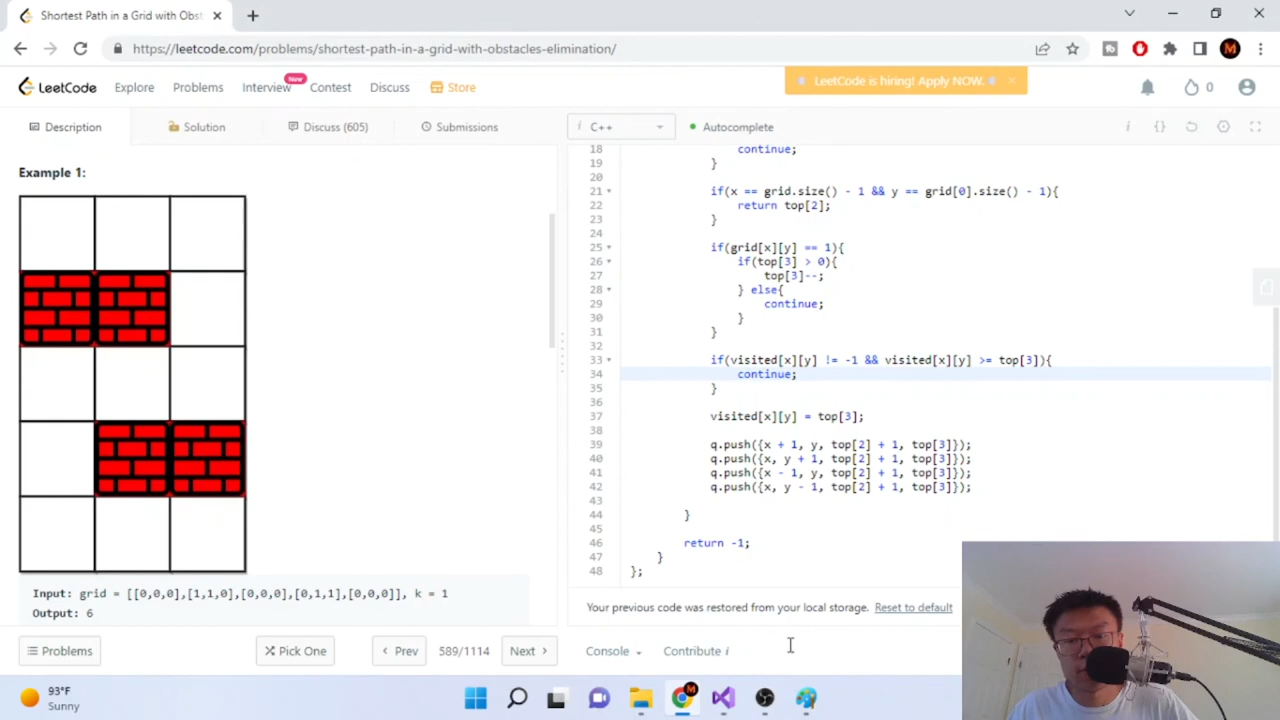 Shortest Path in a Grid with Obst
https://leetcode.com/problems/shortest-path-in-a-grid-with-obstacles-elimination/
M
LeetCode
Explore
Problems
Interview
New
Contest
Discuss
Store
LeetCode is hiring! Apply NOW.
0
Description
Solution
Discuss (605)
Submissions
i C++
Autocomplete
Example 1:
18 continue;
19 }
20
21 if(x == grid.size() - 1 && y == grid[0].size() - 1){
22 return top[2];
23 }
24
25 if(grid[x][y] == 1){
26 if(top[3] > 0){
27 top[3]--;
28 } else{
29 continue;
30 }
31 }
32
33 if(visited[x][y] != -1 && visited[x][y] >= top[3]){
34 continue;
35 }
36
37 visited[x][y] = top[3];
38
39 q.push({x + 1, y, top[2] + 1, top[3]});
40 q.push({x, y + 1, top[2] + 1, top[3]});
41 q.push({x - 1, y, top[2] + 1, top[3]});
42 q.push({x, y - 1, top[2] + 1, top[3]});
43
44 }
45
46 return -1;
47 }
48 };
Input: grid = [[0,0,0],[1,1,0],[0,0,0],[0,1,1],[0,0,0]], k = 1
Output: 6
Your previous code was restored from your local storage. Reset to default
Problems
Pick One
Prev
589/1114
Next
Console
Contribute i
93°F
Sunny
M